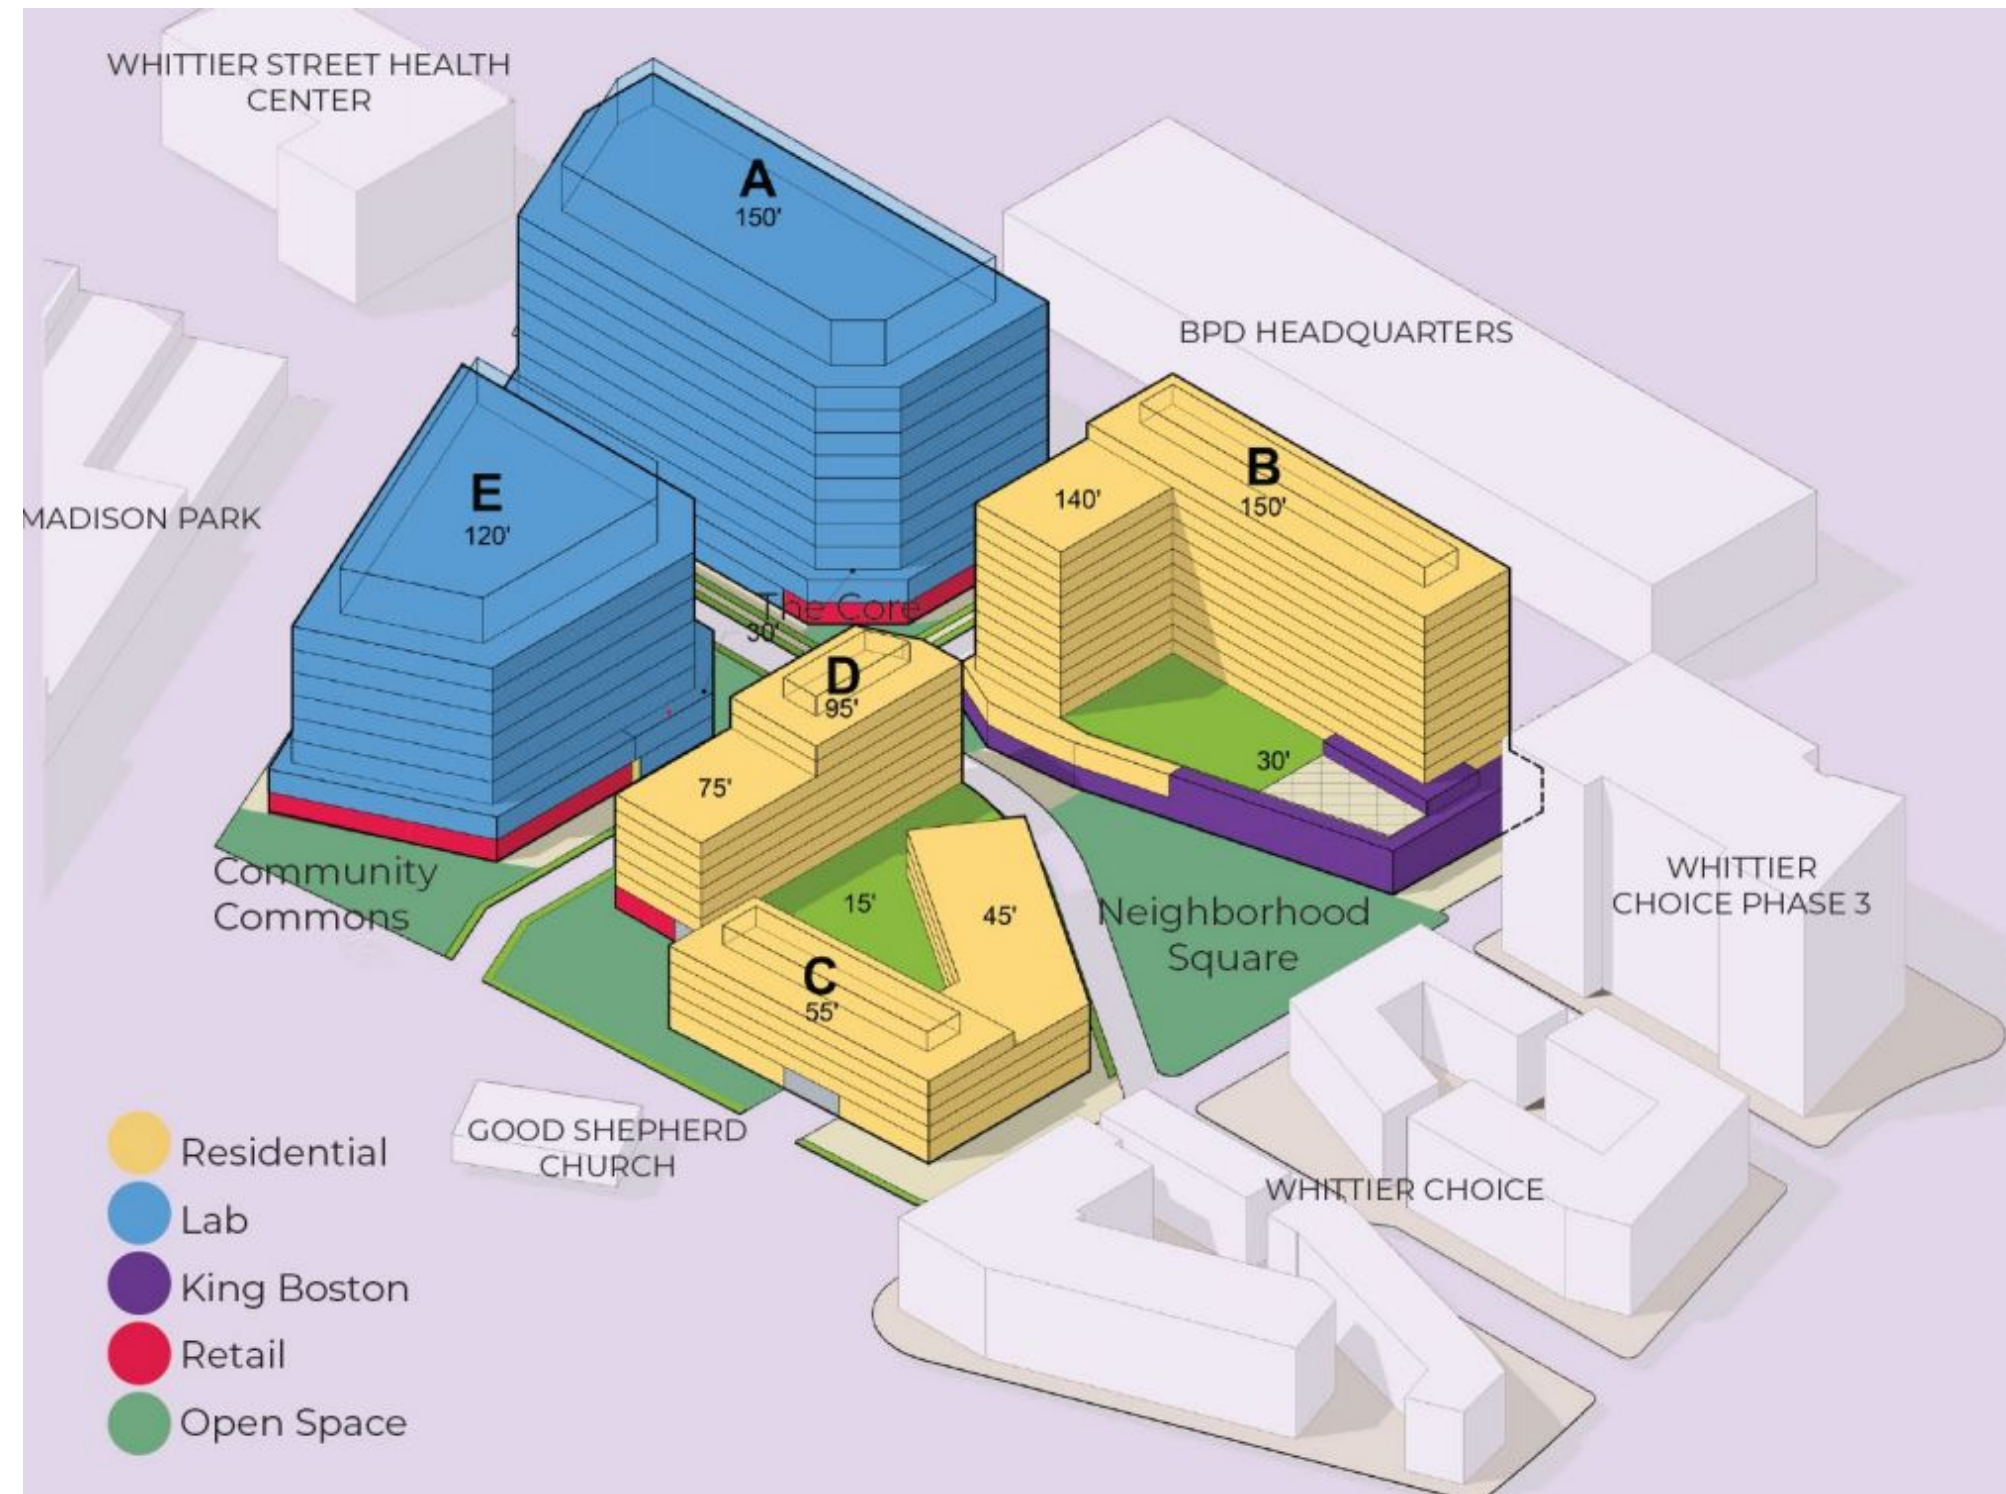 WHITTIER STREET HEALTH
CENTER
A
150'
BPD HEADQUARTERS
B
150'
140'
E
120'
MADISON PARK
The Core
30'
D
95'
75'
30'
Community
Commons
15'
45'
Neighborhood
Square
WHITTIER
CHOICE PHASE 3
C
55'
GOOD SHEPHERD
CHURCH
WHITTIER CHOICE
Residential
Lab
King Boston
Retail
Open Space